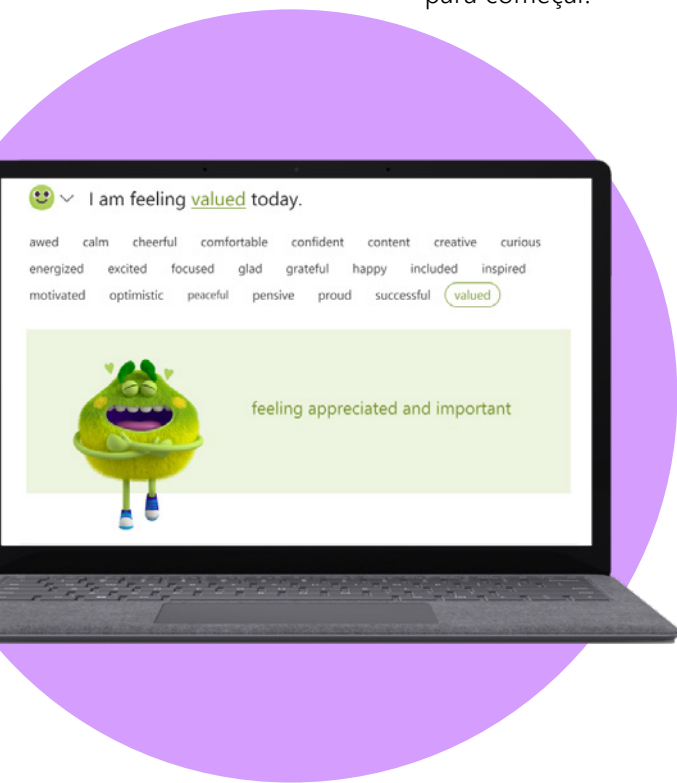 para começar.
I am feeling valued today.
awed calm cheerful comfortable confident content creative curious
energized excited focused glad grateful happy included inspired
motivated optimistic peaceful pensive proud successful valued
feeling appreciated and important